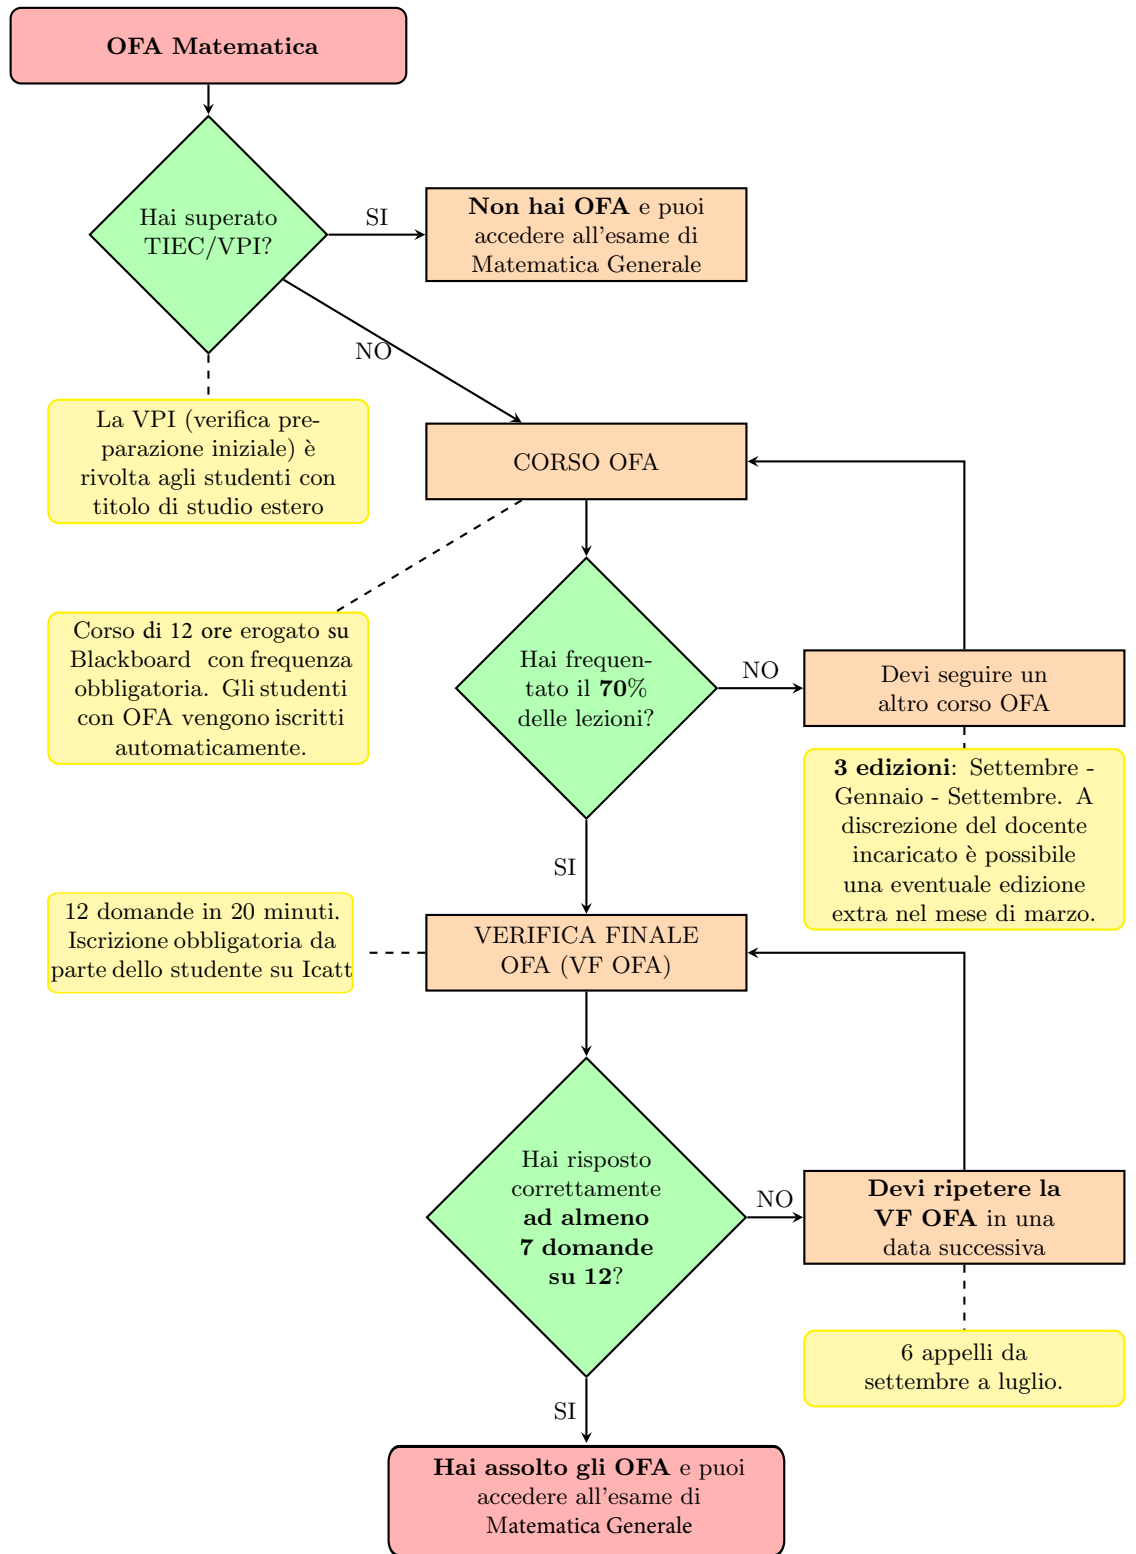 OFA Matematica
Hai superato
TIEC/VPI?
SI
Non hai OFA e puoi
accedere all'esame di
Matematica Generale
NO
La VPI (verifica pre-
parazione iniziale) è
rivolta agli studenti con
titolo di studio estero
CORSO OFA
Corso di 12 ore erogato su
Blackboard con frequenza
obbligatoria. Gli studenti
con OFA vengono iscritti
automaticamente.
Hai frequen-
tato il 70%
delle lezioni?
NO
Devi seguire un
altro corso OFA
3 edizioni: Settembre -
Gennaio - Settembre. A
discrezione del docente
incaricato è possibile
una eventuale edizione
extra nel mese di marzo.
SI
12 domande in 20 minuti.
Iscrizione obbligatoria da
parte dello studente su Icatt
VERIFICA FINALE
OFA (VF OFA)
Hai risposto
correttamente
ad almeno
7 domande
su 12?
NO
Devi ripetere la
VF OFA in una
data successiva
6 appelli da
settembre a luglio.
SI
Hai assolto gli OFA e puoi
accedere all'esame di
Matematica Generale